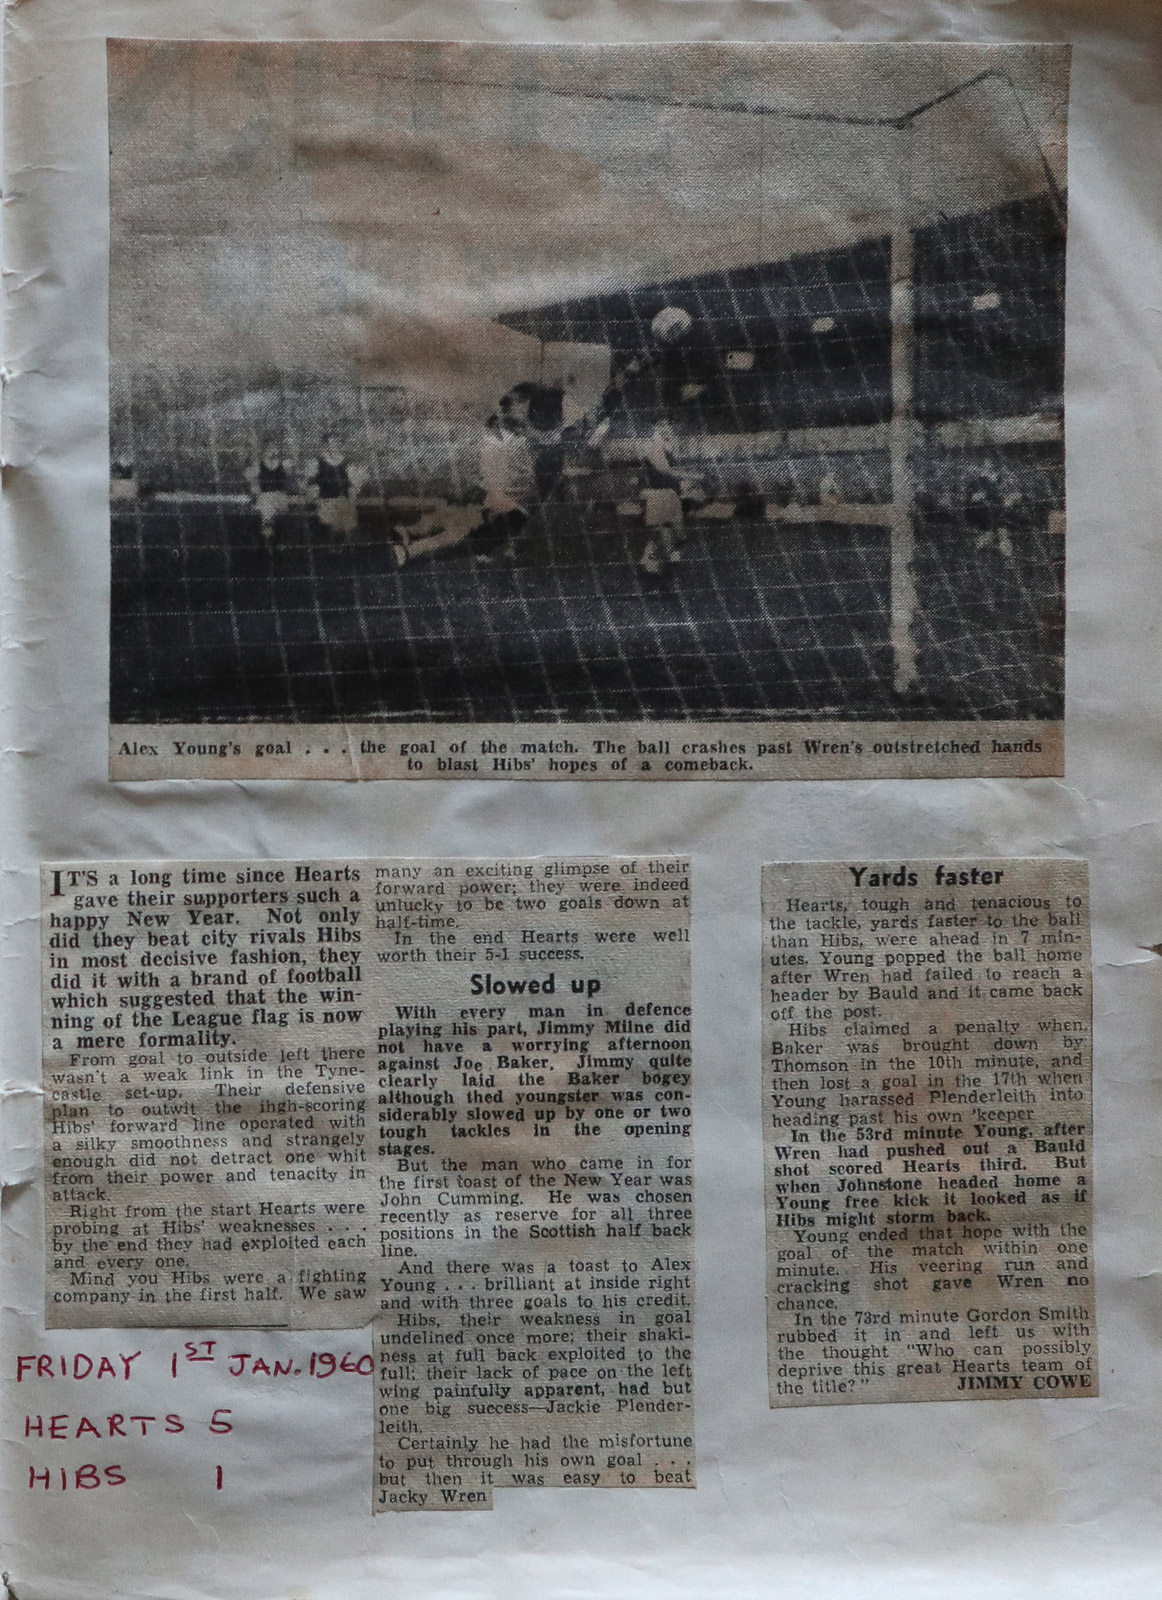 Alex Young's goal . . . the goal of the match. The ball crashes past Wren's outstretched hands
to blast Hibs' hopes of a comeback.
IT'S a long time since Hearts
gave their supporters such a
happy New Year. Not only
did they beat city rivals Hibs
in most decisive fashion, they
did it with a brand of football
which suggested that the win-
ning of the League flag is now
a mere formality.
From goal to outside left there
wasn't a weak link in the Tyne-
castle set-up. Their defensive
plan to outwit the ihgh-scoring
Hibs' forward line operated with
a silky smoothness and strangely
enough did not detract one whit
from their power and tenacity in
attack.
Right from the start Hearts were
probing at Hibs' weaknesses . . .
by the end they had exploited each
and every one.
Mind you Hibs were a fighting
company in the first half. We saw
many an exciting glimpse of their
forward power; they were indeed
unlucky to be two goals down at
half-time.
In the end Hearts were well
worth their 5-1 success.
Slowed up
With every man in defence
playing his part, Jimmy Milne did
not have a worrying afternoon
against Joe Baker. Jimmy quite
clearly laid the Baker bogey
although thed youngster was con-
siderably slowed up by one or two
tough tackles in the opening
stages.
But the man who came in for
the first toast of the New Year was
John Cumming. He was chosen
recently as reserve for all three
positions in the Scottish half back
line.
And there was a toast to Alex
Young . . . brilliant at inside right
and with three goals to his credit.
Hibs, their weakness in goal
undelined once more; their shaki-
ness at full back exploited to the
full; their lack of pace on the left
wing painfully apparent, had but
one big success—Jackie Plender-
leith.
Certainly he had the misfortune
to put through his own goal . . .
but then it was easy to beat
Jacky Wren
Yards faster
Hearts, tough and tenacious to
the tackle, yards faster to the ball
than Hibs, were ahead in 7 min-
utes. Young popped the ball home
after Wren had failed to reach a
header by Bauld and it came back
off the post.
Hibs claimed a penalty when
Baker was brought down by
Thomson in the 10th minute, and
then lost a goal in the 17th when
Young harassed Plenderleith into
heading past his own 'keeper
In the 53rd minute Young, after
Wren had pushed out a Bauld
shot scored Hearts third. But
when Johnstone headed home a
Young free kick it looked as if
Hibs might storm back.
Young ended that hope with the
goal of the match within one
minute. His veering run and
cracking shot gave Wren no
chance.
In the 73rd minute Gordon Smith
rubbed it in and left us with
the thought "Who can possibly
deprive this great Hearts team of
the title?" JIMMY COWE
FRIDAY 1ST JAN. 1960
HEARTS 5
HIBS 1